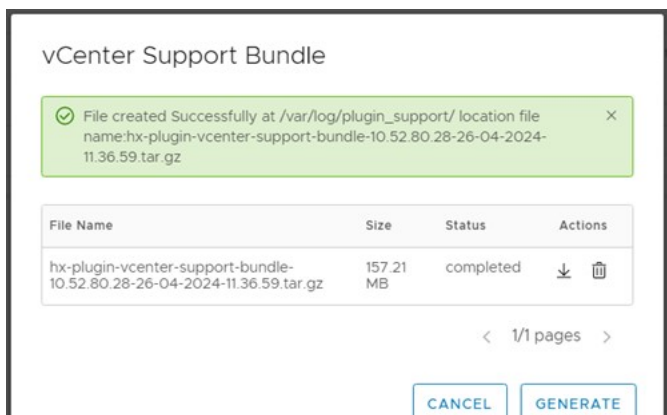 vCenter Support Bundle
File created Successfully at /var/log/plugin_support/ location file
name:hx-plugin-vcenter-support-bundle-10.52.80.28-26-04-2024-
11.36.59.tar.gz
File Name Size Status Actions
hx-plugin-vcenter-support-bundle- 157.21 completed
10.52.80.28-26-04-2024-11.36.59.tar.gz MB
1/1 pages
CANCEL GENERATE